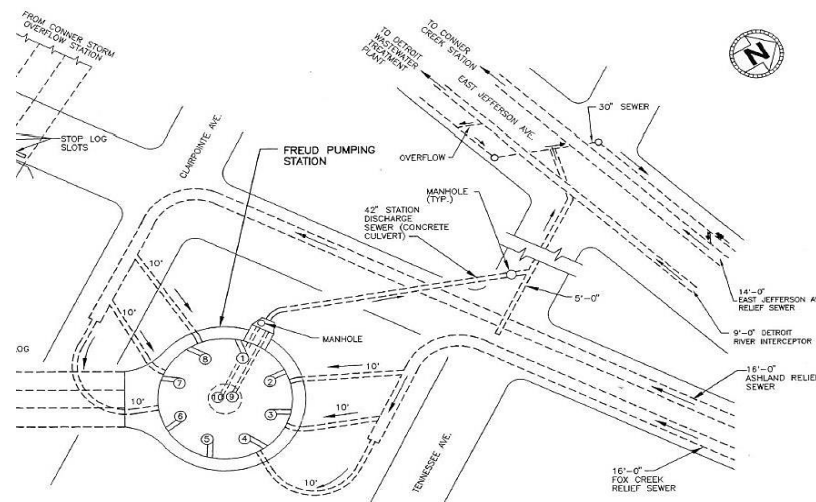 FROM CONNER STORM
OVERFLOW STATION
STOP LOG
SLOTS
CLAIRPOINTE AVE.
FREUD PUMPING
STATION
TO DETROIT
WASTEWATER
TREATMENT
PLANT
TO CONNER
CREEK STATION
EAST JEFFERSON AVE.
N
30" SEWER
OVERFLOW
MANHOLE
(TYP.)
42" STATION
DISCHARGE
SEWER (CONCRETE
CULVERT)
10'
10'
MANHOLE
5'-0"
14'-0"
EAST JEFFERSON A
RELIEF SEWER
9'-0" DETROIT
RIVER INTERCEPTOR
16'-0"
ASHLAND RELIE
SEWER
16'-0"
FOX CREEK
RELIEF SEWER
LOG
10'
10'
10'
10'
1
2
3
4
5
6
7
8
9
10
TENNESSEE AVE.